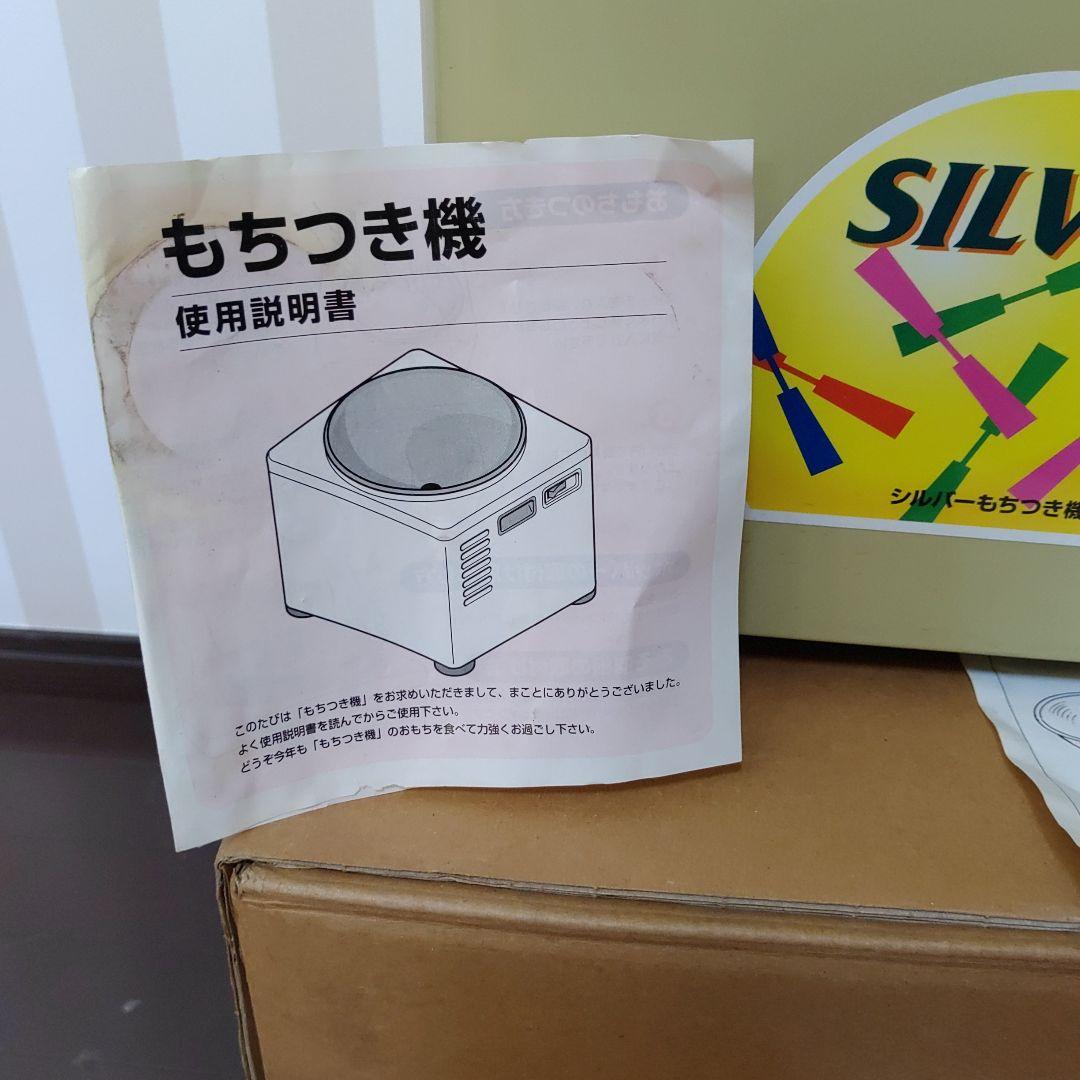 もちつき機
使用説明書
このたびは「もちつき機」をお求めいただきまして、まことにありがとうございました。
よく使用説明書を読んでからご使用下さい。
どうぞ今年も「もちつき機」のおもちを食べて力強くお過ごし下さい。
SILV
シルバーもちつき機